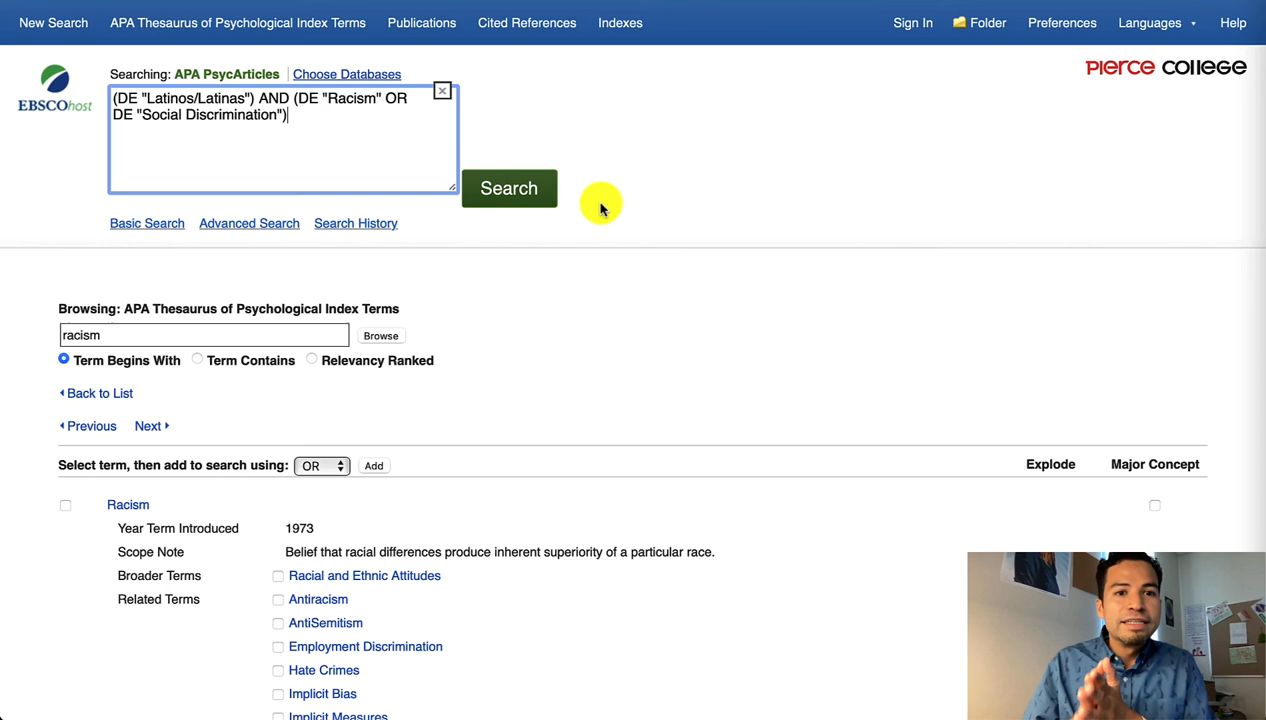 New Search APA Thesaurus of Psychological Index Terms Publications Cited References Indexes Sign In Folder Preferences Languages Help
Searching: APA PsycArticles Choose Databases
PIERCE COLLEGE
EBSCOhost
(DE "Latinos/Latinas") AND (DE "Racism" OR
DE "Social Discrimination")
Search
Basic Search Advanced Search Search History
Browsing: APA Thesaurus of Psychological Index Terms
racism Browse
Term Begins With Term Contains Relevancy Ranked
Back to List
Previous Next
Select term, then add to search using: OR Add Explode Major Concept
Racism
Year Term Introduced 1973
Scope Note Belief that racial differences produce inherent superiority of a particular race.
Broader Terms Racial and Ethnic Attitudes
Related Terms Antiracism
AntiSemitism
Employment Discrimination
Hate Crimes
Implicit Bias
Implicit Measures